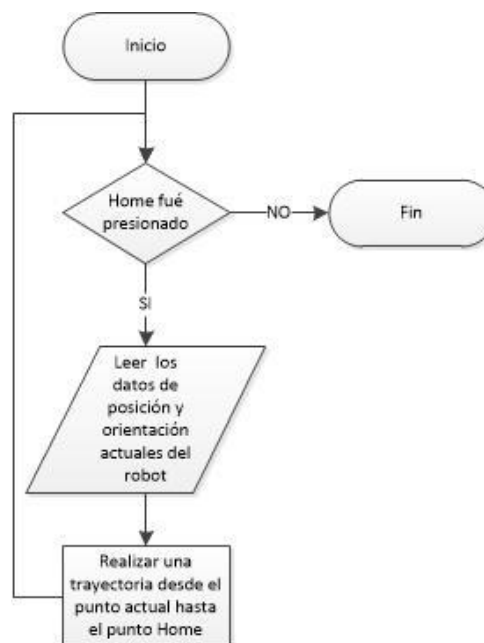 Inicio
Home fué
presionado
NO
Fin
SI
Leer los
datos de
posición y
orientación
actuales del
robot
Realizar una
trayectoria desde el
punto actual hasta
el punto Home